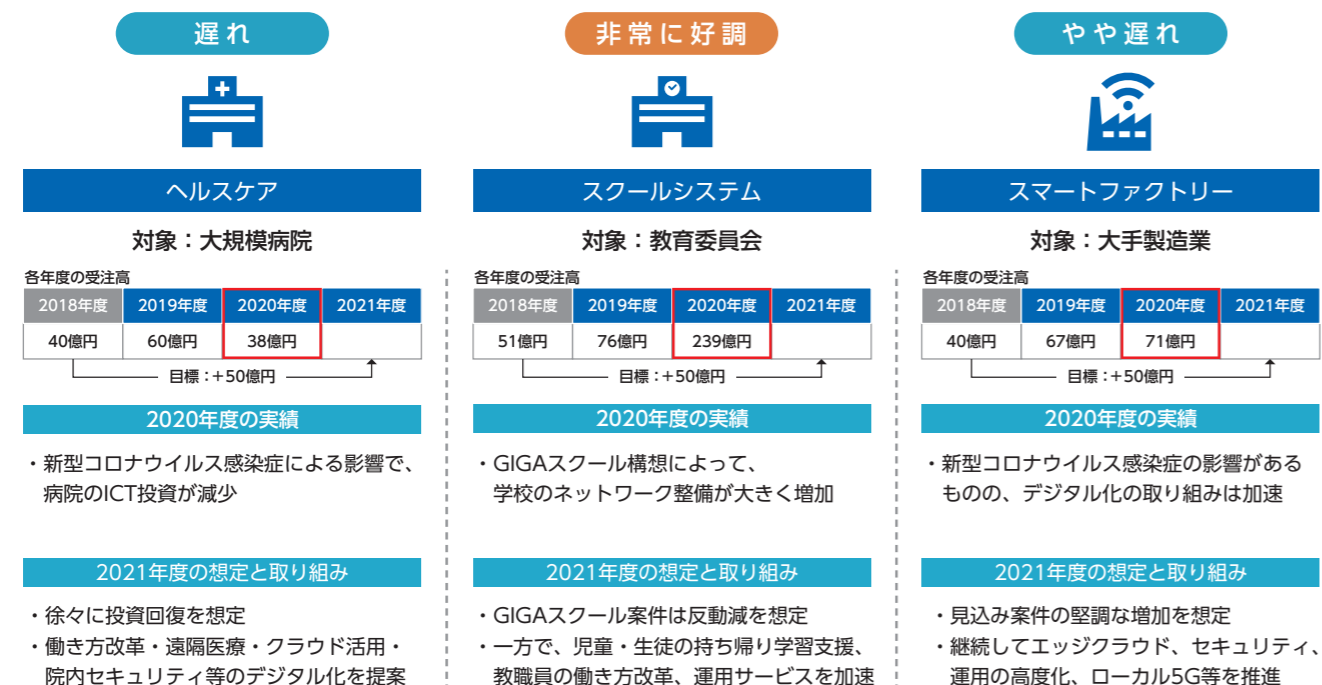 遅れ
ヘルスケア
対象：大規模病院
各年度の受注高
2018年度 2019年度 2020年度 2021年度
40億円 60億円 38億円
目標：+50億円
2020年度の実績
・新型コロナウイルス感染症による影響で、
病院のICT投資が減少
2021年度の想定と取り組み
・徐々に投資回復を想定
・働き方改革・遠隔医療・クラウド活用・
院内セキュリティ等のデジタル化を提案
非常に好調
スクールシステム
対象：教育委員会
各年度の受注高
2018年度 2019年度 2020年度 2021年度
51億円 76億円 239億円
目標：+50億円
2020年度の実績
・GIGAスクール構想によって、
学校のネットワーク整備が大きく増加
2021年度の想定と取り組み
・GIGAスクール案件は反動減を想定
・一方で、児童・生徒の持ち帰り学習支援、
教職員の働き方改革、運用サービスを加速
やや遅れ
スマートファクトリー
対象：大手製造業
各年度の受注高
2018年度 2019年度 2020年度 2021年度
40億円 67億円 71億円
目標：+50億円
2020年度の実績
・新型コロナウイルス感染症の影響がある
ものの、デジタル化の取り組みは加速
2021年度の想定と取り組み
・見込み案件の堅調な増加を想定
・継続してエッジクラウド、セキュリティ、
運用の高度化、ローカル5G等を推進